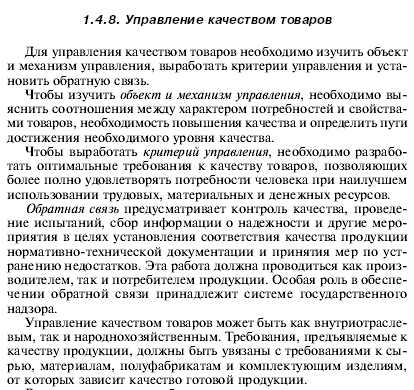 1.4.8. Управление качеством товаров
Для управления качеством товаров необходимо изучить объект
и механизм управления, выработать критерии управления и уста-
новить обратную связь.
Чтобы изучить объект и механизм управления, необходимо вы-
яснить соотношения между характером потребностей и свойства-
ми товаров, необходимость повышения качества и определить пути
достижения необходимого уровня качества.
Чтобы выработать критерий управления, необходимо разрабо-
тать оптимальные требования к качеству товаров, позволяющих
более полно удовлетворять потребности человека при наилучшем
использовании трудовых, материальных и денежных ресурсов.
Обратная связь предусматривает контроль качества, проведе-
ние испытаний, сбор информации о надежности и другие меро-
приятия в целях установления соответствия качества продукции
нормативно-технической документации и принятия мер по уст-
ранению недостатков. Эта работа должна проводиться как произ-
водителем, так и потребителем продукции. Особая роль в обеспе-
чении обратной связи принадлежит системе государственного
надзора.
Управление качеством товаров может быть как внутриотрасле-
вым, так и народнохозяйственным. Требования, предъявляемые к
качеству продукции, должны быть увязаны с требованиями к сы-
рью, материалам, полуфабрикатам и комплектующим изделиям,
от которых зависит качество готовой продукции.